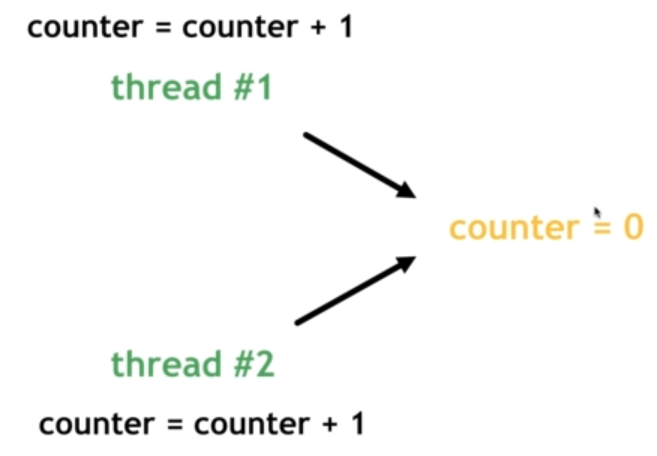 counter = counter + 1
thread #1
counter = 0
thread #2
counter = counter + 1